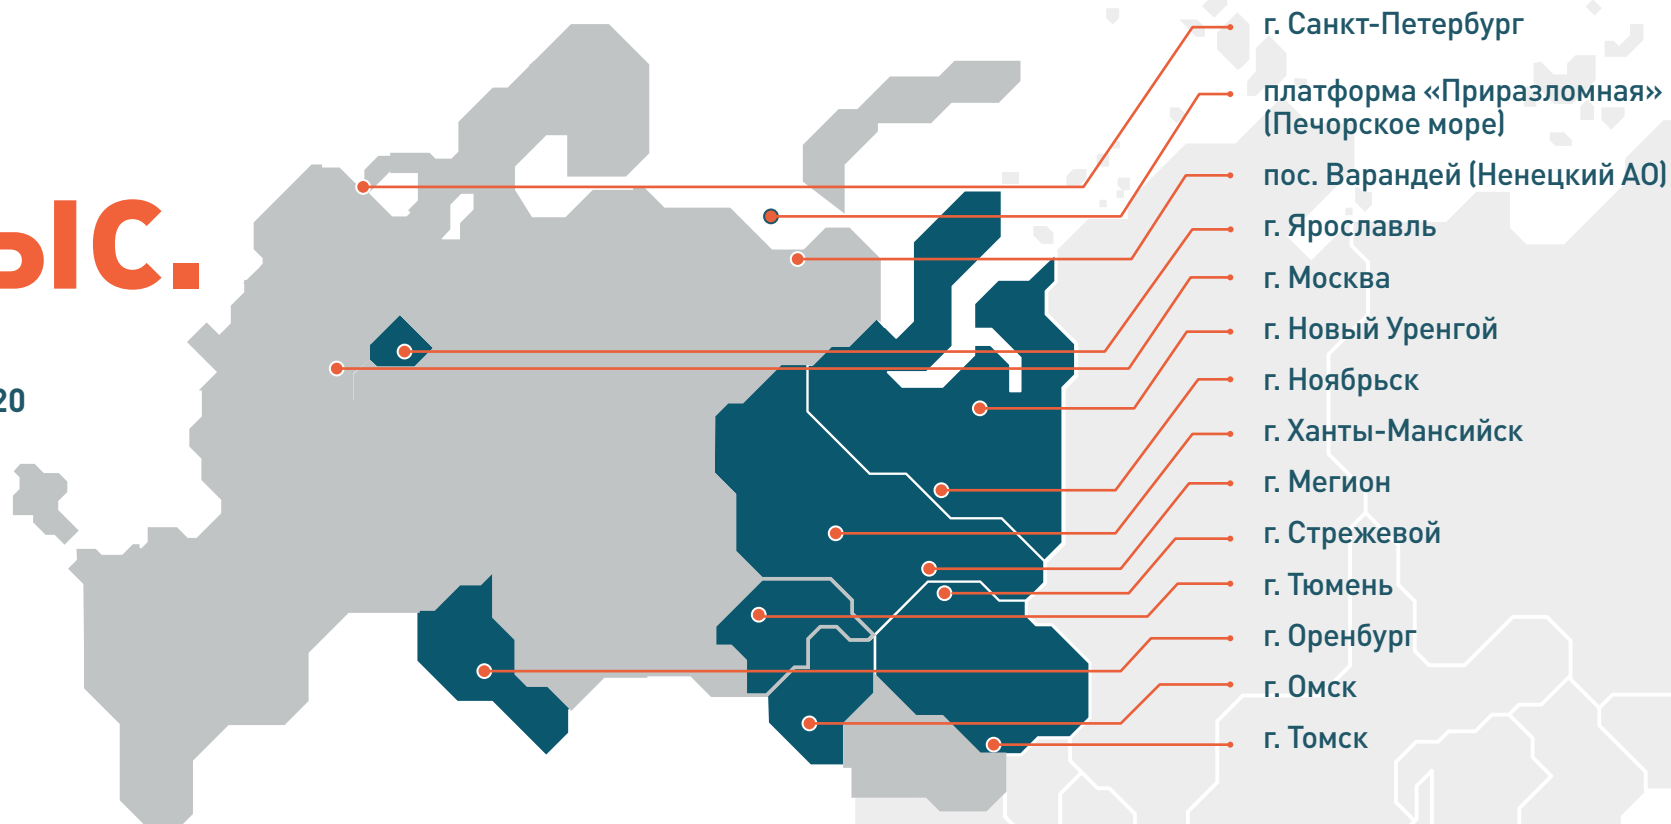 г. Санкт-Петербург
платформа «Приразломная»
(Печорское море)
пос. Варандей (Ненецкий АО)
г. Ярославль
ыс.
г. Москва
г. Новый Уренгой
г. Ноябрьск
20
г. Ханты-Мансийск
г. Мегион
г. Стрежевой
г. Тюмень
г. Оренбург
г. Омск
г. Томск